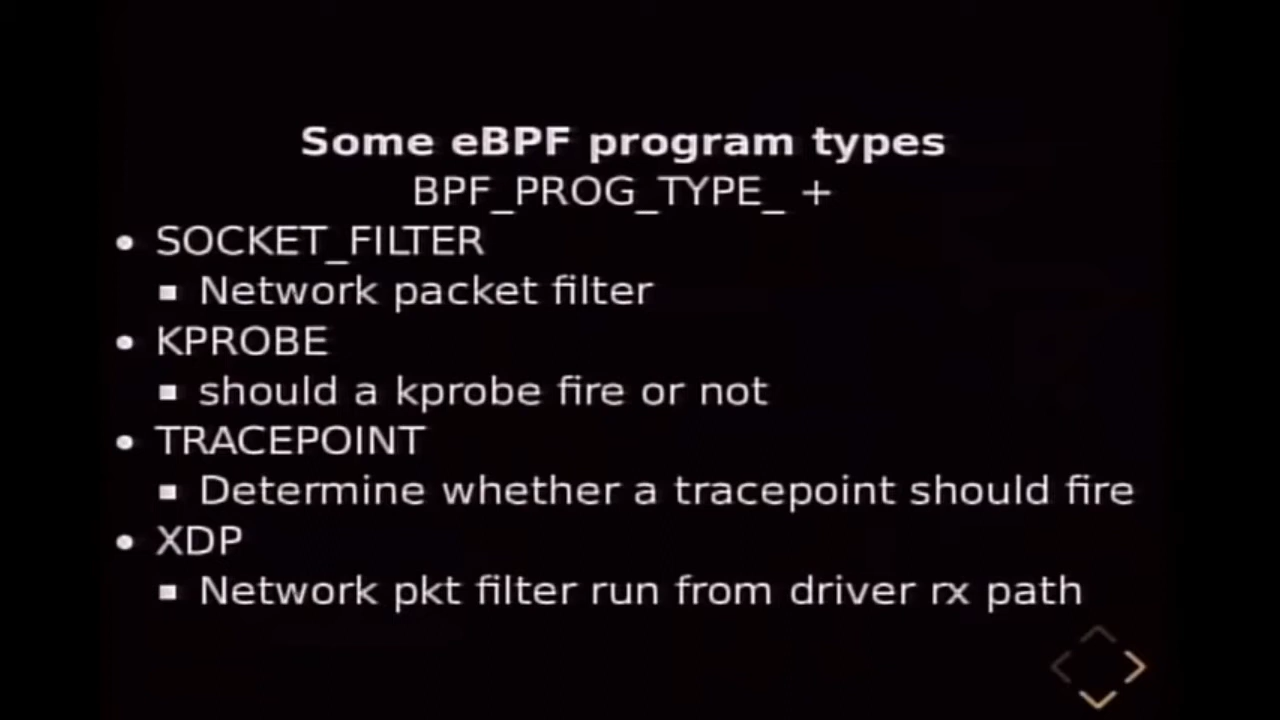 Some eBPF program types
BPF_PROG_TYPE_ +
• SOCKET_FILTER
▪ Network packet filter
• KPROBE
▪ should a kprobe fire or not
• TRACEPOINT
▪ Determine whether a tracepoint should fire
• XDP
▪ Network pkt filter run from driver rx path